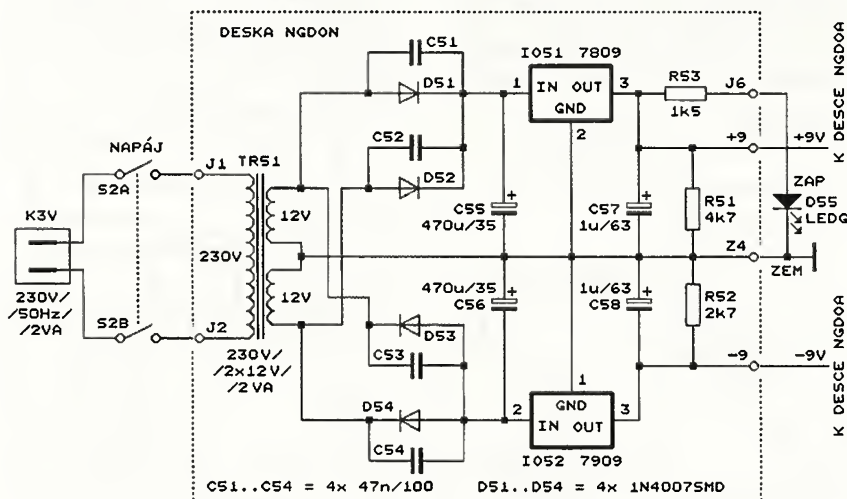 DESKA NGDON
C51
IO51 7809
D51
1
IN OUT
GND
3
R53
1k5
J6
K DESCE NGDOA
2
C52
D52
+9
+9V
NAPÁJ
S2A
J1
TR51
K3V
12V
230V
12V
C55
470u/35
+
C57
1u/63
+
R51
4k7
ZAP
D55
LEDG
Z4
ZEM
230V/
/50Hz/
/2VA
S2B
J2
470u/35
C56
+
1u/63
C58
+
R52
2k7
D53
C53
230V/
/2x12V/
/2VA
-9
-9V
K DESCE NGDOA
D54
C54
1
GND
2
IN OUT
3
IO52 7909
C51..C54 = 4x 47n/100
D51..D54 = 4x 1N4007SMD